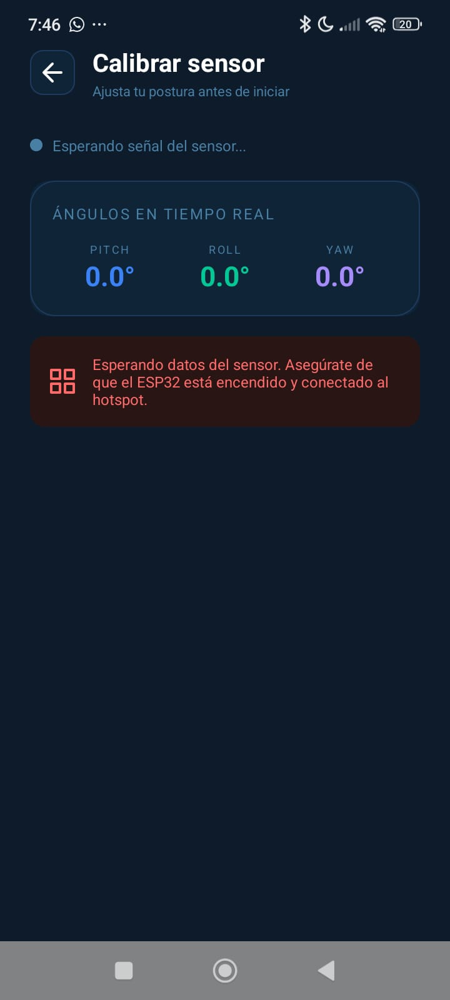 7:46
20
Calibrar sensor
Ajusta tu postura antes de iniciar
Esperando señal del sensor...
ÁNGULOS EN TIEMPO REAL
PITCH ROLL YAW
0.0° 0.0° 0.0°
Esperando datos del sensor. Asegúrate de
que el ESP32 está encendido y conectado al
hotspot.